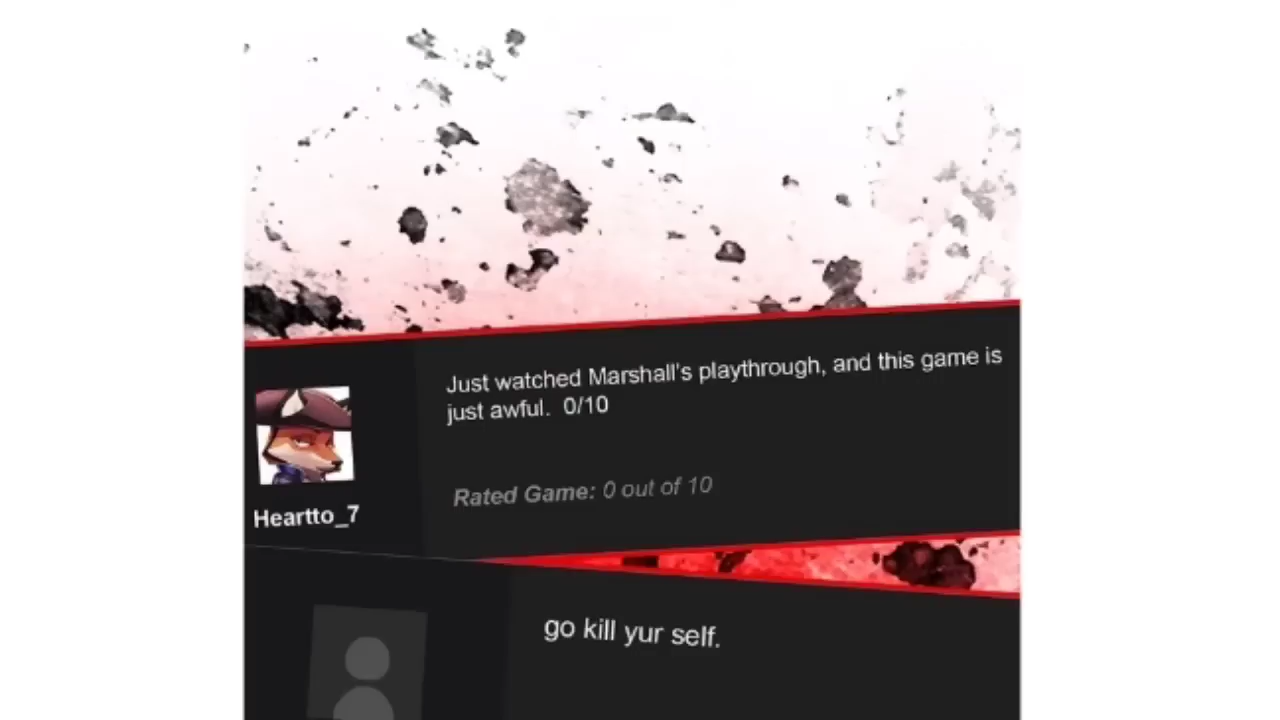 Just watched Marshall's playthrough, and this game is
just awful.  0/10
Rated Game: 0 out of 10
Heartto_7
go kill yur self.